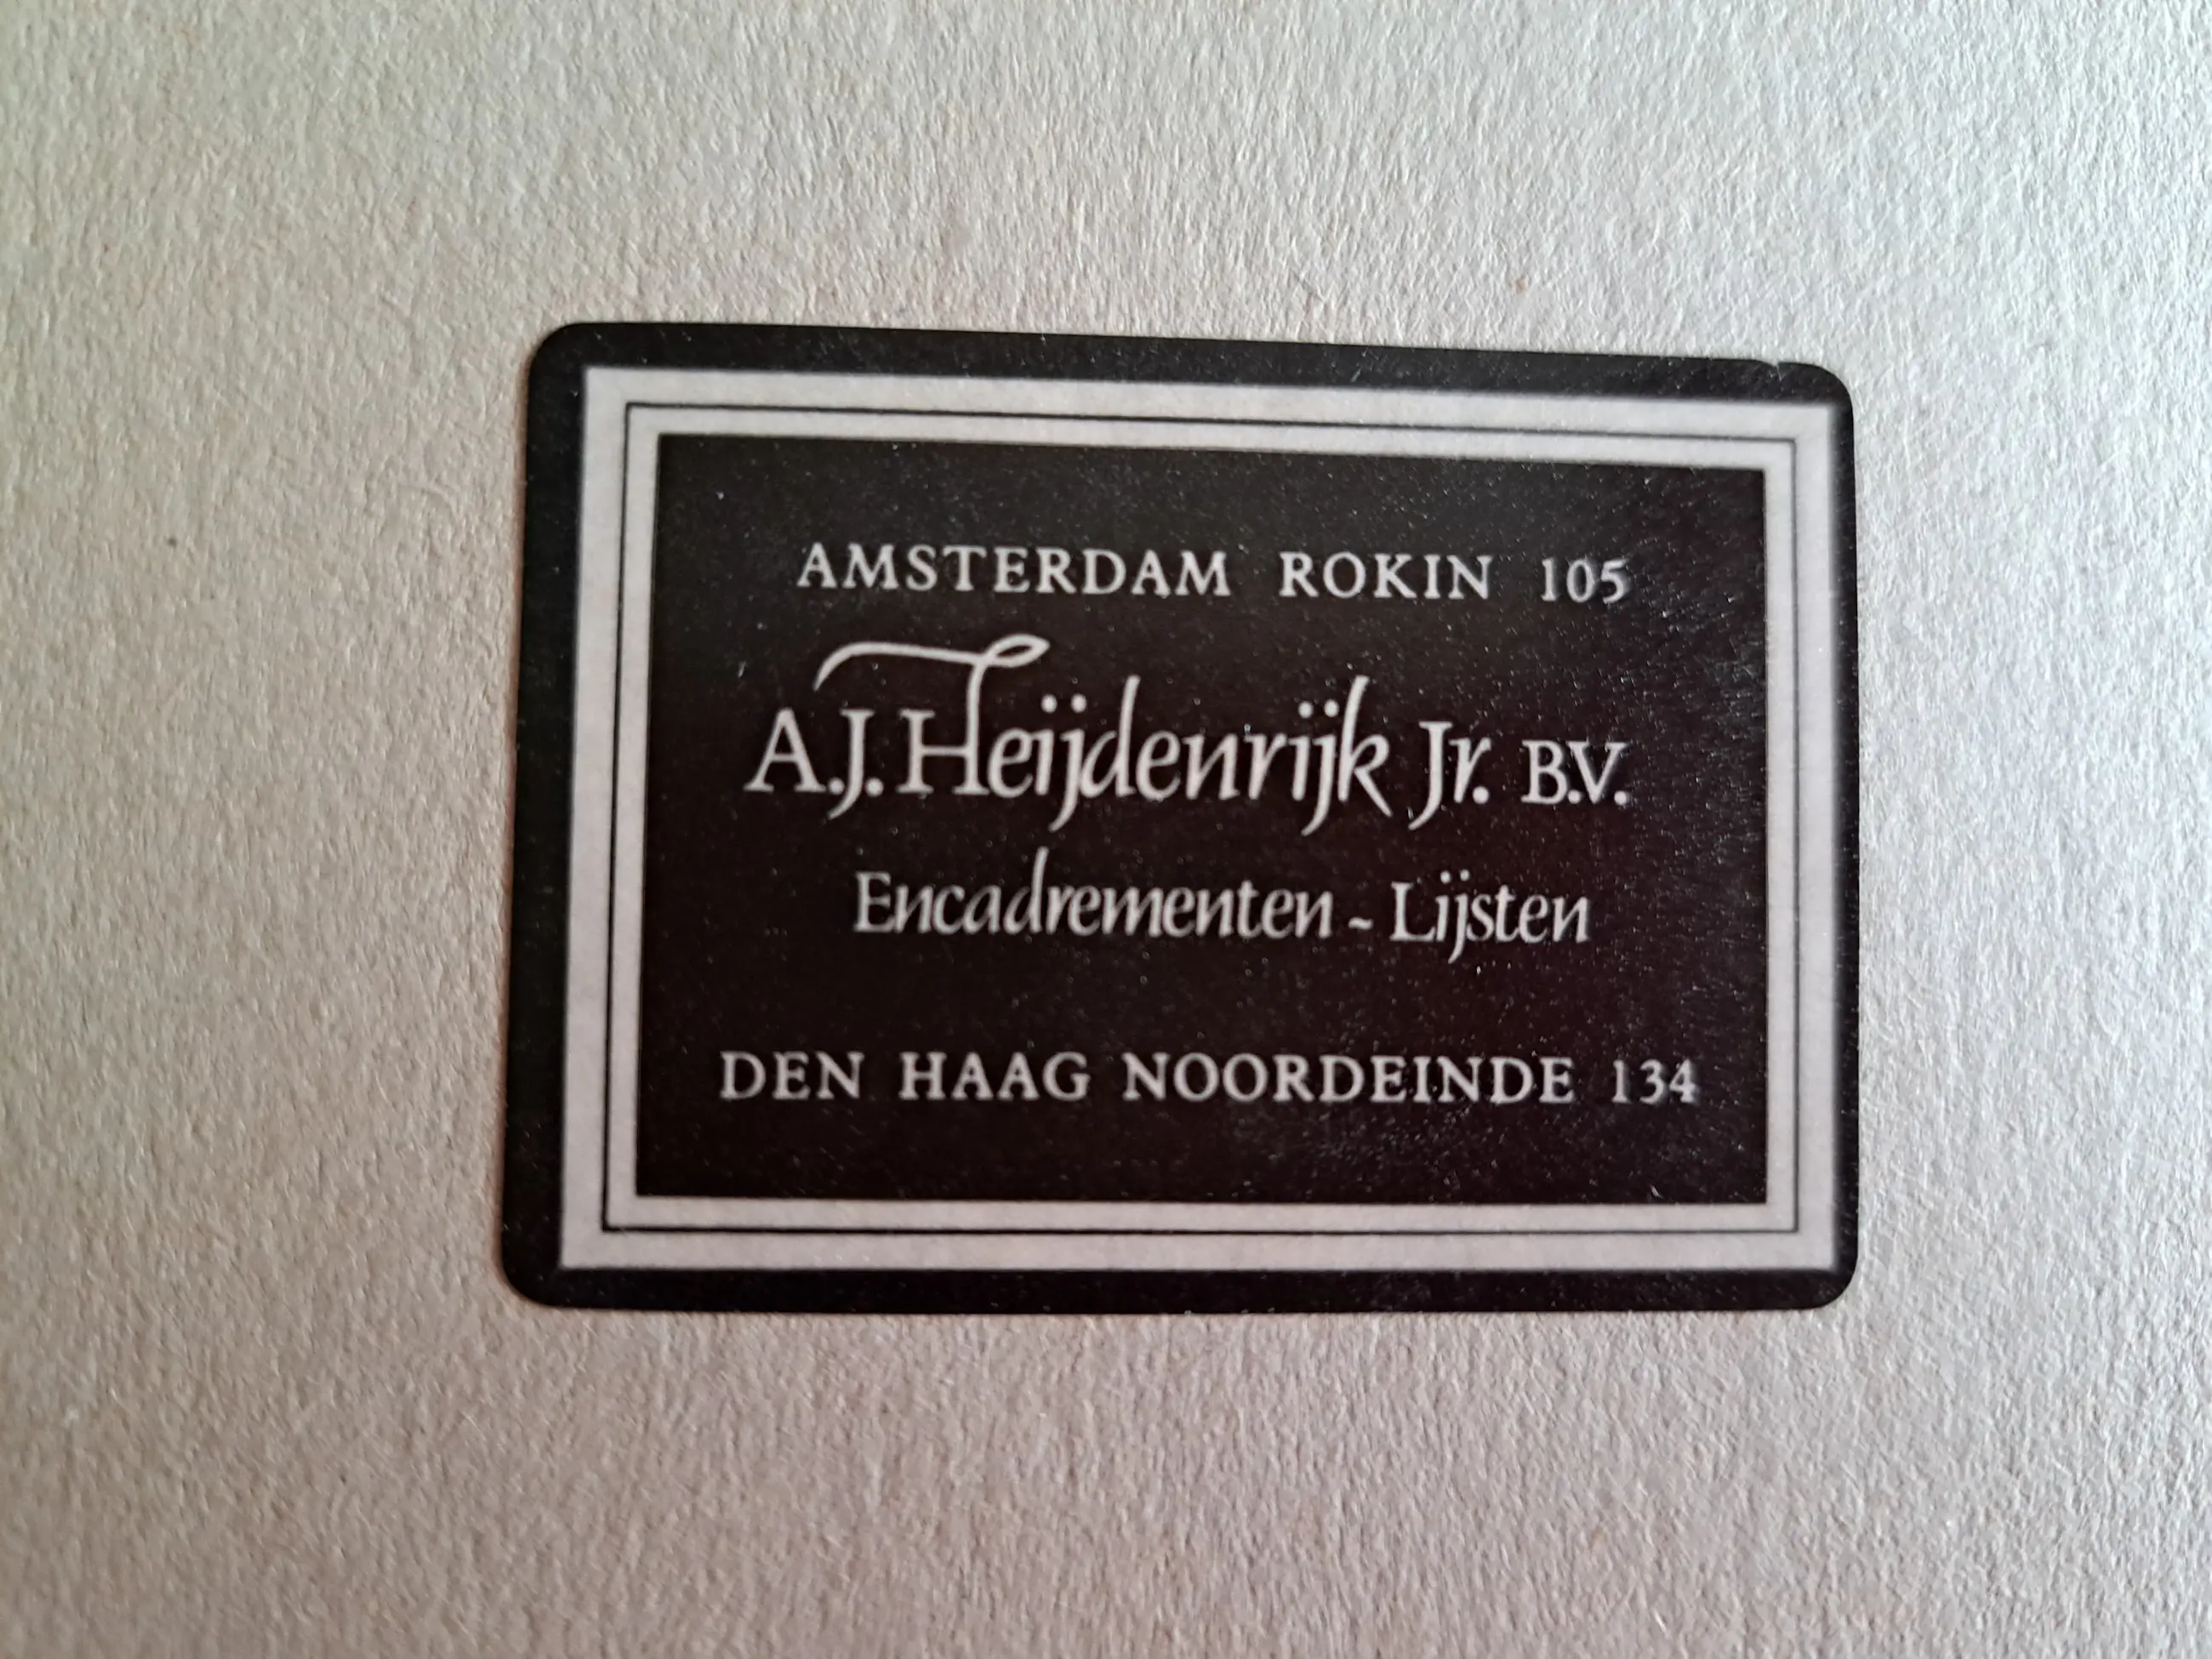 AMSTERDAM ROKIN 105
A.J. Heijdenrijk Jr. B.V.
Encadrementen ~ Lijsten
DEN HAAG NOORDEINDE 134